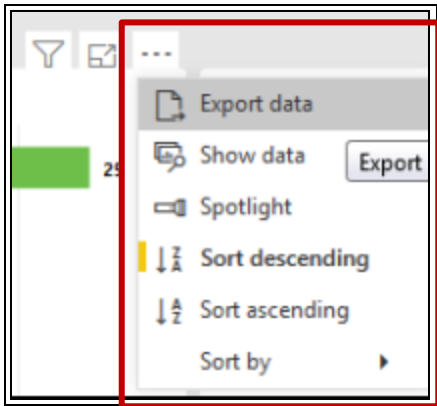 ...
Export data
Show data
Export
Spotlight
Sort descending
Sort ascending
Sort by